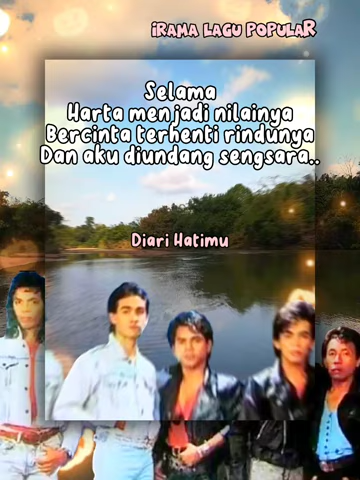 IRAMA LAGU POPULAR
Selama
Harta menjadi nilainya
Bercinta terhenti rindunya
Dan aku diundang sengsara..
Diari Hatimu